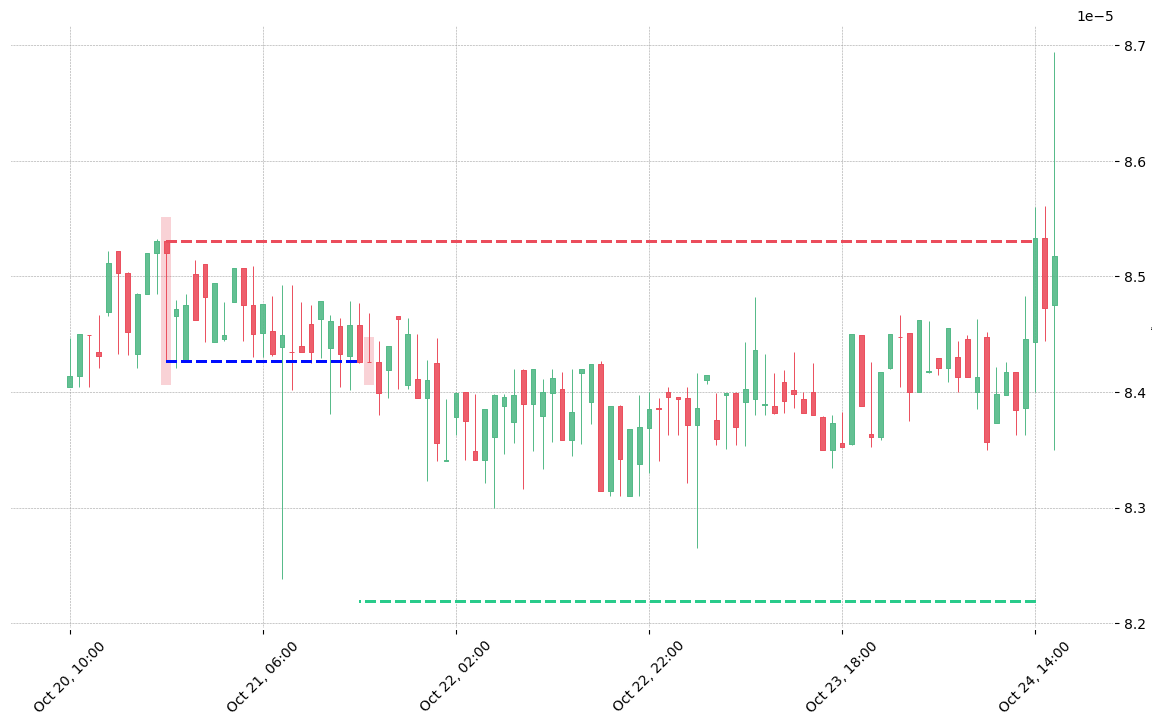 1e−5
8.7
8.6
8.5
8.4
8.3
8.2
Oct 20, 10:00
Oct 21, 06:00
Oct 22, 02:00
Oct 22, 22:00
Oct 23, 18:00
Oct 24, 14:00